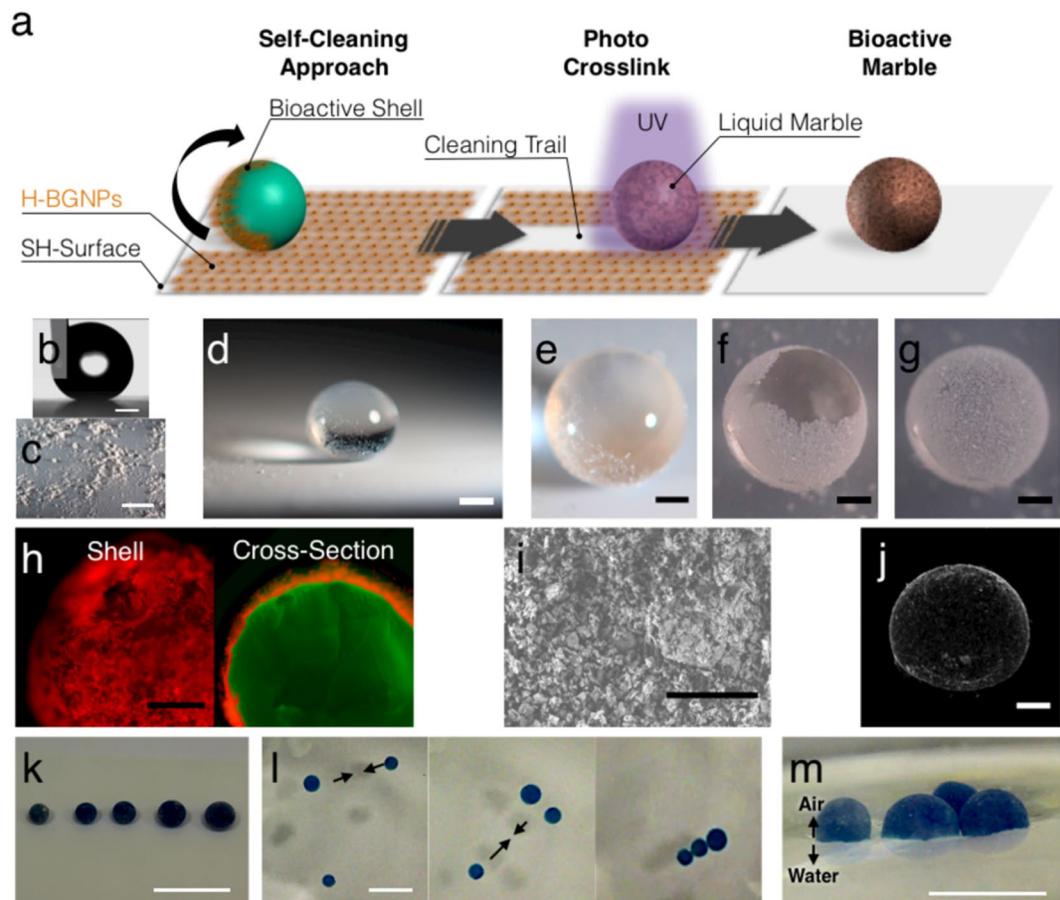 a
Self-Cleaning
Approach
Photo
Crosslink
Bioactive
Marble
Bioactive Shell
UV
Liquid Marble
Cleaning Trail
H-BGNPs
SH-Surface
b
c
d
e
f
g
h
Shell
Cross-Section
i
j
k
l
m
Air
Water